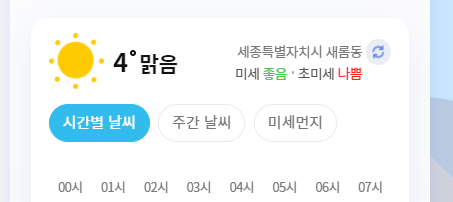 4° 맑음
세종특별자치시 새롬동
미세 좋음 · 초미세 나쁨
시간별 날씨 주간 날씨 미세먼지
00시 01시 02시 03시 04시 05시 06시 07시